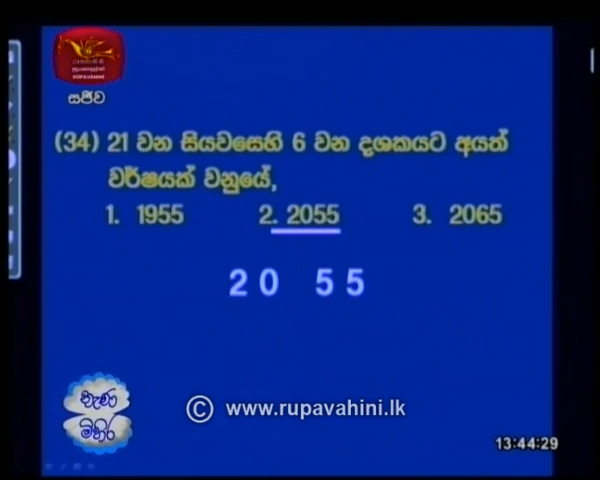 සජීව
(34) 21 වන සියවසෙහි 6 වන දශකයට අයත්
වර්ෂයක් වනුයේ,
1. 1955 2. 2055 3. 2065
20 55
නැණ
මිහිර
© www.rupavahini.lk
13:44:29